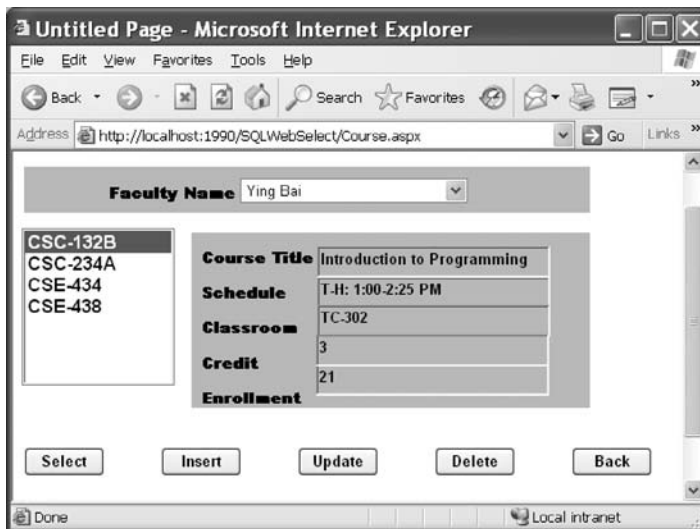 Untitled Page - Microsoft Internet Explorer
File Edit View Favorites Tools Help
Back Search Favorites »
Address http://localhost:1990/SQLWebSelect/Course.aspx Go Links »
Faculty Name Ying Bai
CSC-132B
CSC-234A
CSE-434
CSE-438
Course Title Introduction to Programming
Schedule T-H: 1:00-2:25 PM
Classroom TC-302
Credit 3
Enrollment 21
Select Insert Update Delete Back
Done Local intranet